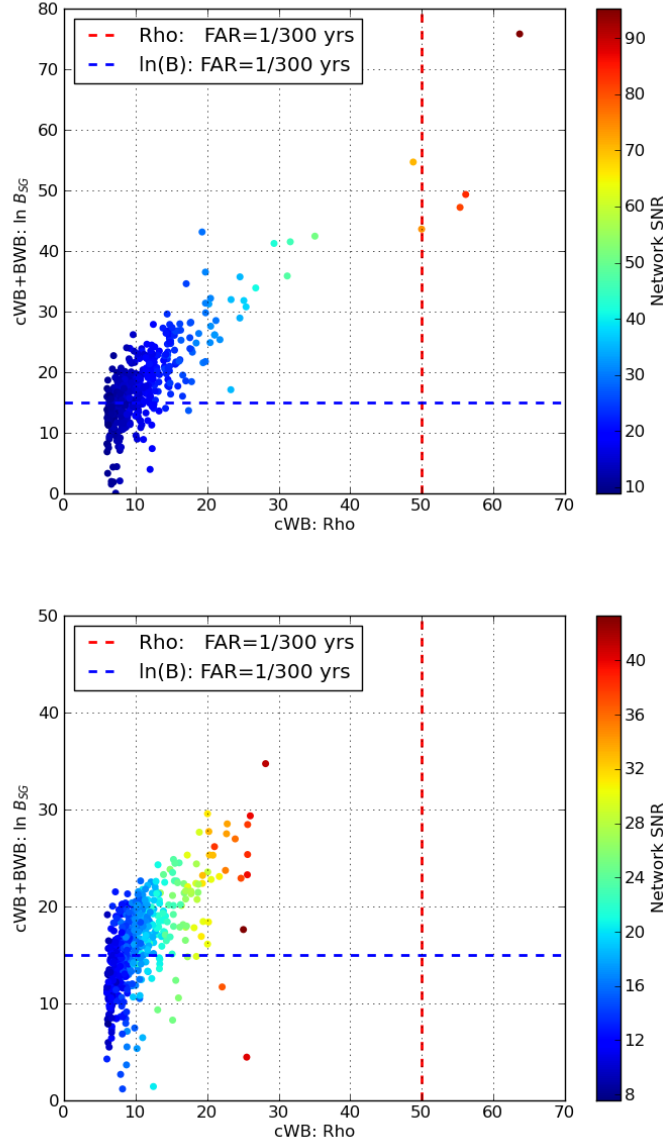 80
70
60
50
40
30
20
10
0
cWB+BWB: ln B_SG
Rho: FAR=1/300 yrs
ln(B): FAR=1/300 yrs
0 10 20 30 40 50 60 70
cWB: Rho
90
80
70
60
50
40
30
20
10
Network SNR
50
40
30
20
10
0
cWB+BWB: ln B_SG
Rho: FAR=1/300 yrs
ln(B): FAR=1/300 yrs
0 10 20 30 40 50 60 70
cWB: Rho
40
36
32
28
24
20
16
12
8
Network SNR